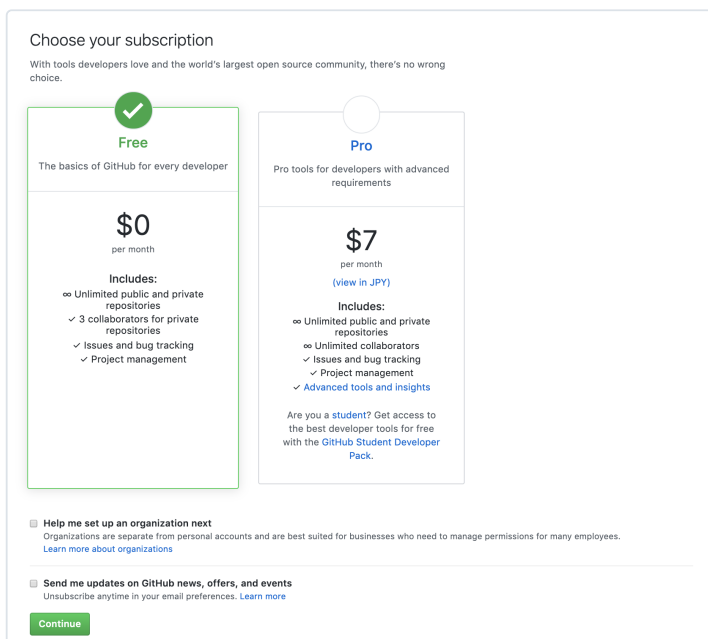 Choose your subscription
With tools developers love and the world's largest open source community, there's no wrong
choice.
Free
The basics of GitHub for every developer
$0
per month
Includes:
∞ Unlimited public and private
repositories
✓ 3 collaborators for private
repositories
✓ Issues and bug tracking
✓ Project management
Pro
Pro tools for developers with advanced
requirements
$7
per month
(view in JPY)
Includes:
∞ Unlimited public and private
repositories
∞ Unlimited collaborators
✓ Issues and bug tracking
✓ Project management
✓ Advanced tools and insights
Are you a student? Get access to
the best developer tools for free
with the GitHub Student Developer
Pack.
Help me set up an organization next
Organizations are separate from personal accounts and are best suited for businesses who need to manage permissions for many employees.
Learn more about organizations
Send me updates on GitHub news, offers, and events
Unsubscribe anytime in your email preferences. Learn more
Continue